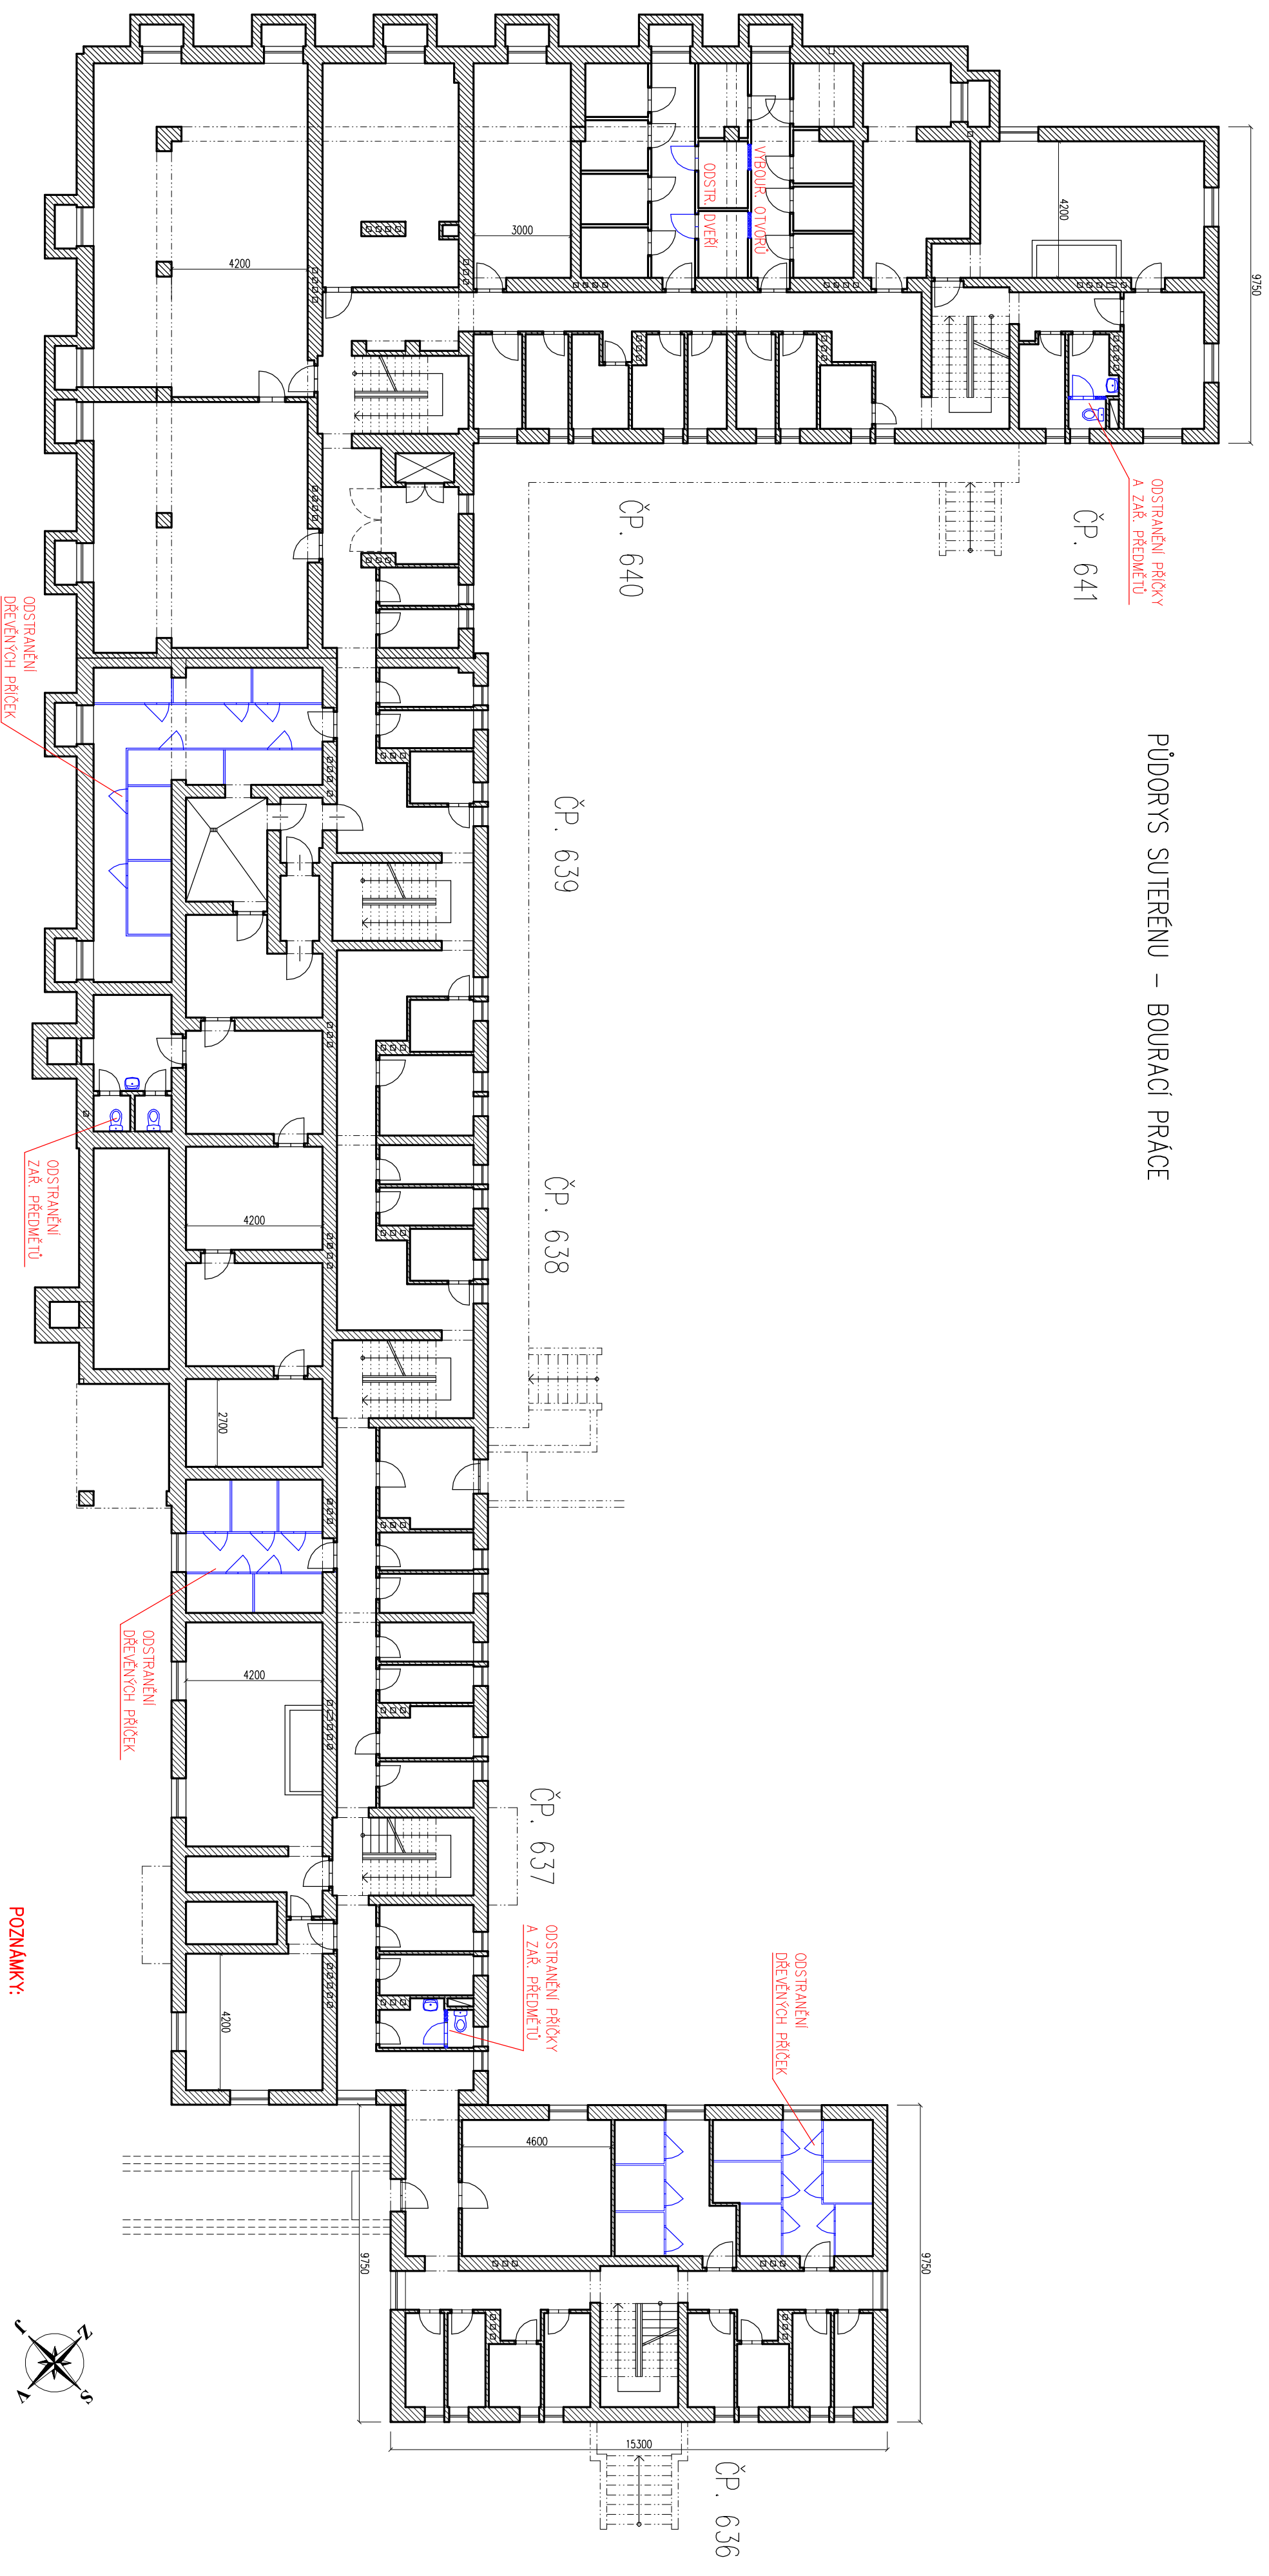 PŮDORYS SUTERÉNU – BOURACÍ PRÁCE
ČP. 641
ČP. 640
ČP. 639
ČP. 638
ČP. 637
ČP. 636
ODSTRANĚNÍ PŘÍČKY
A ZAŘ. PŘEDMĚTŮ
VYBOUR. OTVORŮ
ODSTR. DVEŘÍ
ODSTRANĚNÍ
DŘEVĚNÝCH PŘÍČEK
ODSTRANĚNÍ
ZAŘ. PŘEDMĚTŮ
ODSTRANĚNÍ
DŘEVĚNÝCH PŘÍČEK
ODSTRANĚNÍ PŘÍČKY
A ZAŘ. PŘEDMĚTŮ
ODSTRANĚNÍ
DŘEVĚNÝCH PŘÍČEK
9750
4200
3000
4200
4200
2700
4200
4200
4600
9750
9750
15300
POZNÁMKY:
S
Z
J
V